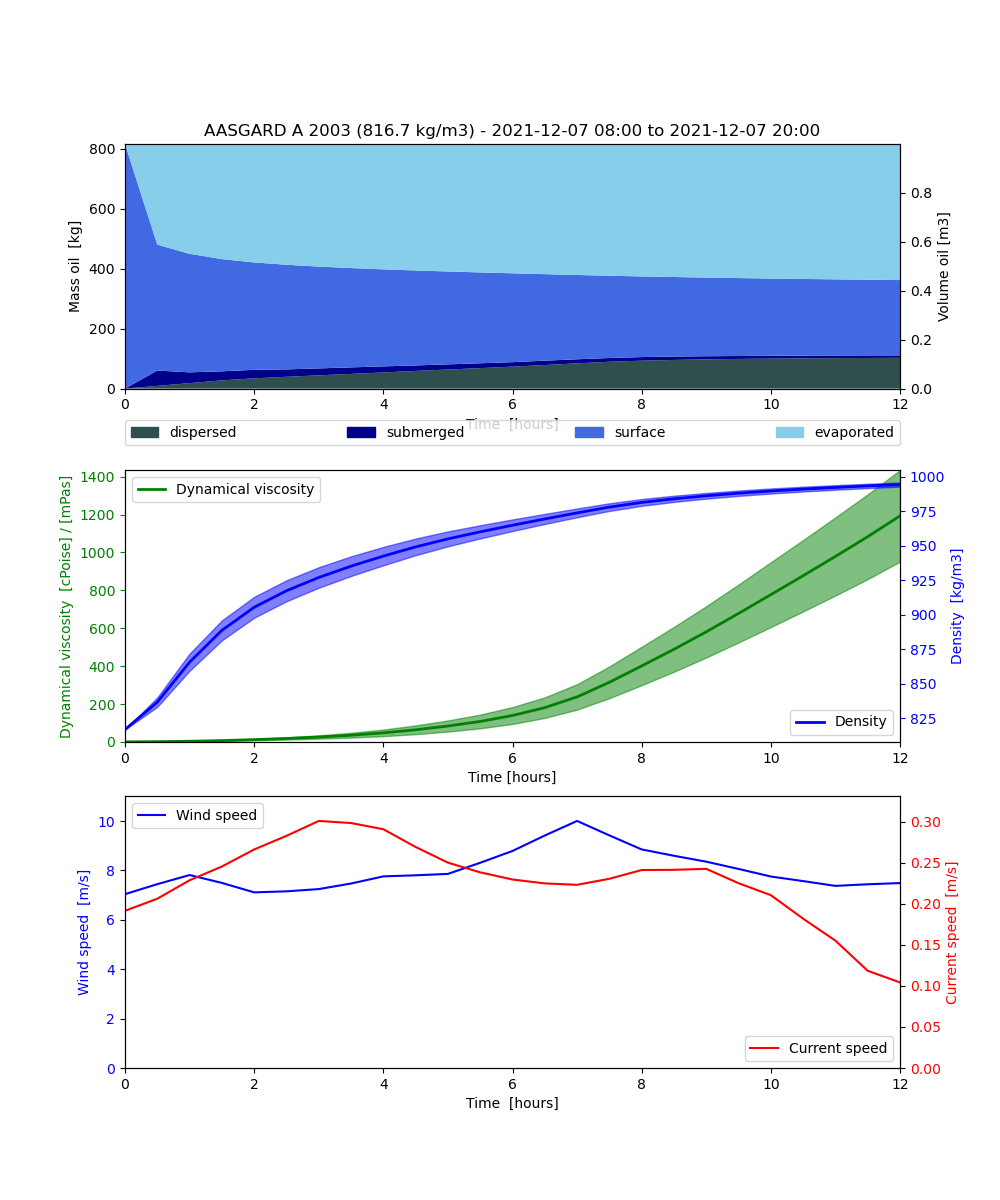 AASGARD A 2003 (816.7 kg/m3) - 2021-12-07 08:00 to 2021-12-07 20:00
Mass oil [kg]
800
600
400
200
0
0.8
0.6
0.4
0.2
0.0
Volume oil [m3]
0 2 4 6 8 10 12
Time [hours]
dispersed submerged surface evaporated
Dynamical viscosity [cPoise] / [mPas]
1400
1200
1000
800
600
400
200
0
Dynamical viscosity
1000
975
950
925
900
875
850
825
Density [kg/m3]
Density
0 2 4 6 8 10 12
Time [hours]
Wind speed [m/s]
10
8
6
4
2
0
Wind speed
0.30
0.25
0.20
0.15
0.10
0.05
0.00
Current speed [m/s]
Current speed
0 2 4 6 8 10 12
Time [hours]